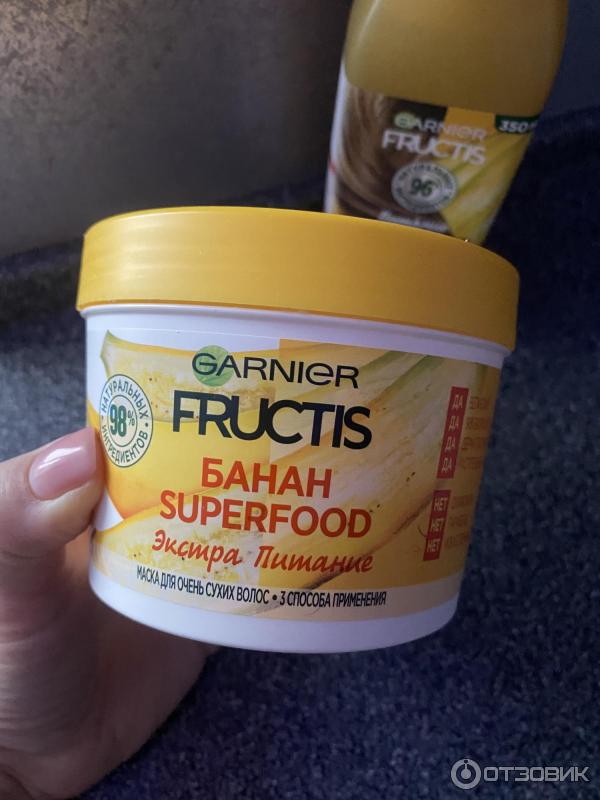 GARNIER
FRUCTIS
350
НАТУРАЛЬНЫХ
96
GARNIER
FRUCTIS
БАНАН
SUPERFOOD
Экстра Питание
МАСКА ДЛЯ ОЧЕНЬ СУХИХ ВОЛОС • 3 СПОСОБА ПРИМЕНЕНИЯ
98% НАТУРАЛЬНЫХ ИНГРЕДИЕНТОВ
ДА
ДА
ДА
ДА
НЕТ
НЕТ
НЕТ
ОТЗОВИК